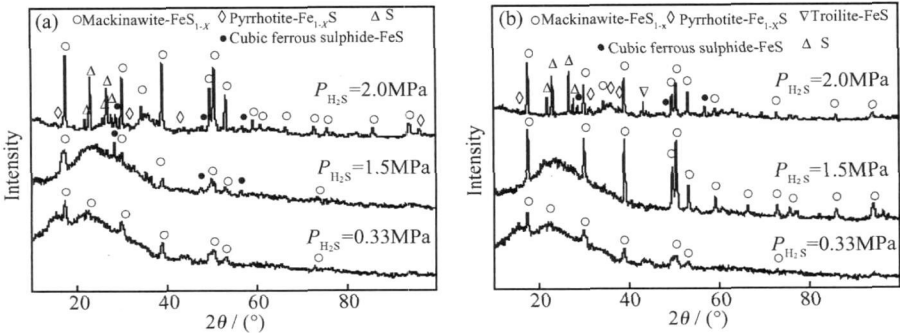 (a)
○Mackinawite-FeS1-X ◊Pyrrhotite-Fe1-XS △ S
●Cubic ferrous sulphide-FeS
PH2S=2.0MPa
PH2S=1.5MPa
PH2S=0.33MPa
Intensity
20 40 60 80
2θ / (°)
(b)
○Mackinawite-FeS1-x ◊Pyrrhotite-Fe1-XS ▽Troilite-FeS
●Cubic ferrous sulphide-FeS △ S
PH2S=2.0MPa
PH2S=1.5MPa
PH2S=0.33MPa
Intensity
20 40 60 80
2θ / (°)